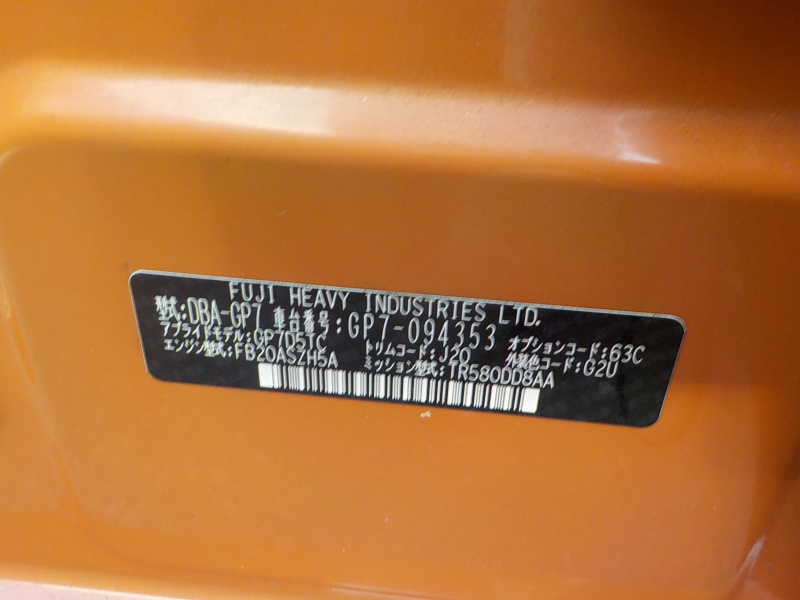 FUJI HEAVY INDUSTRIES LTD.
型式:DBA-GP7 車台番号:GP7-094353
アプライドモデル:GP7D5TC トリムコード:J20 オプションコード:63C
エンジン型式:FB20ASZH5A ミッション型式:TR580DD8AA 外装色コード:G2U